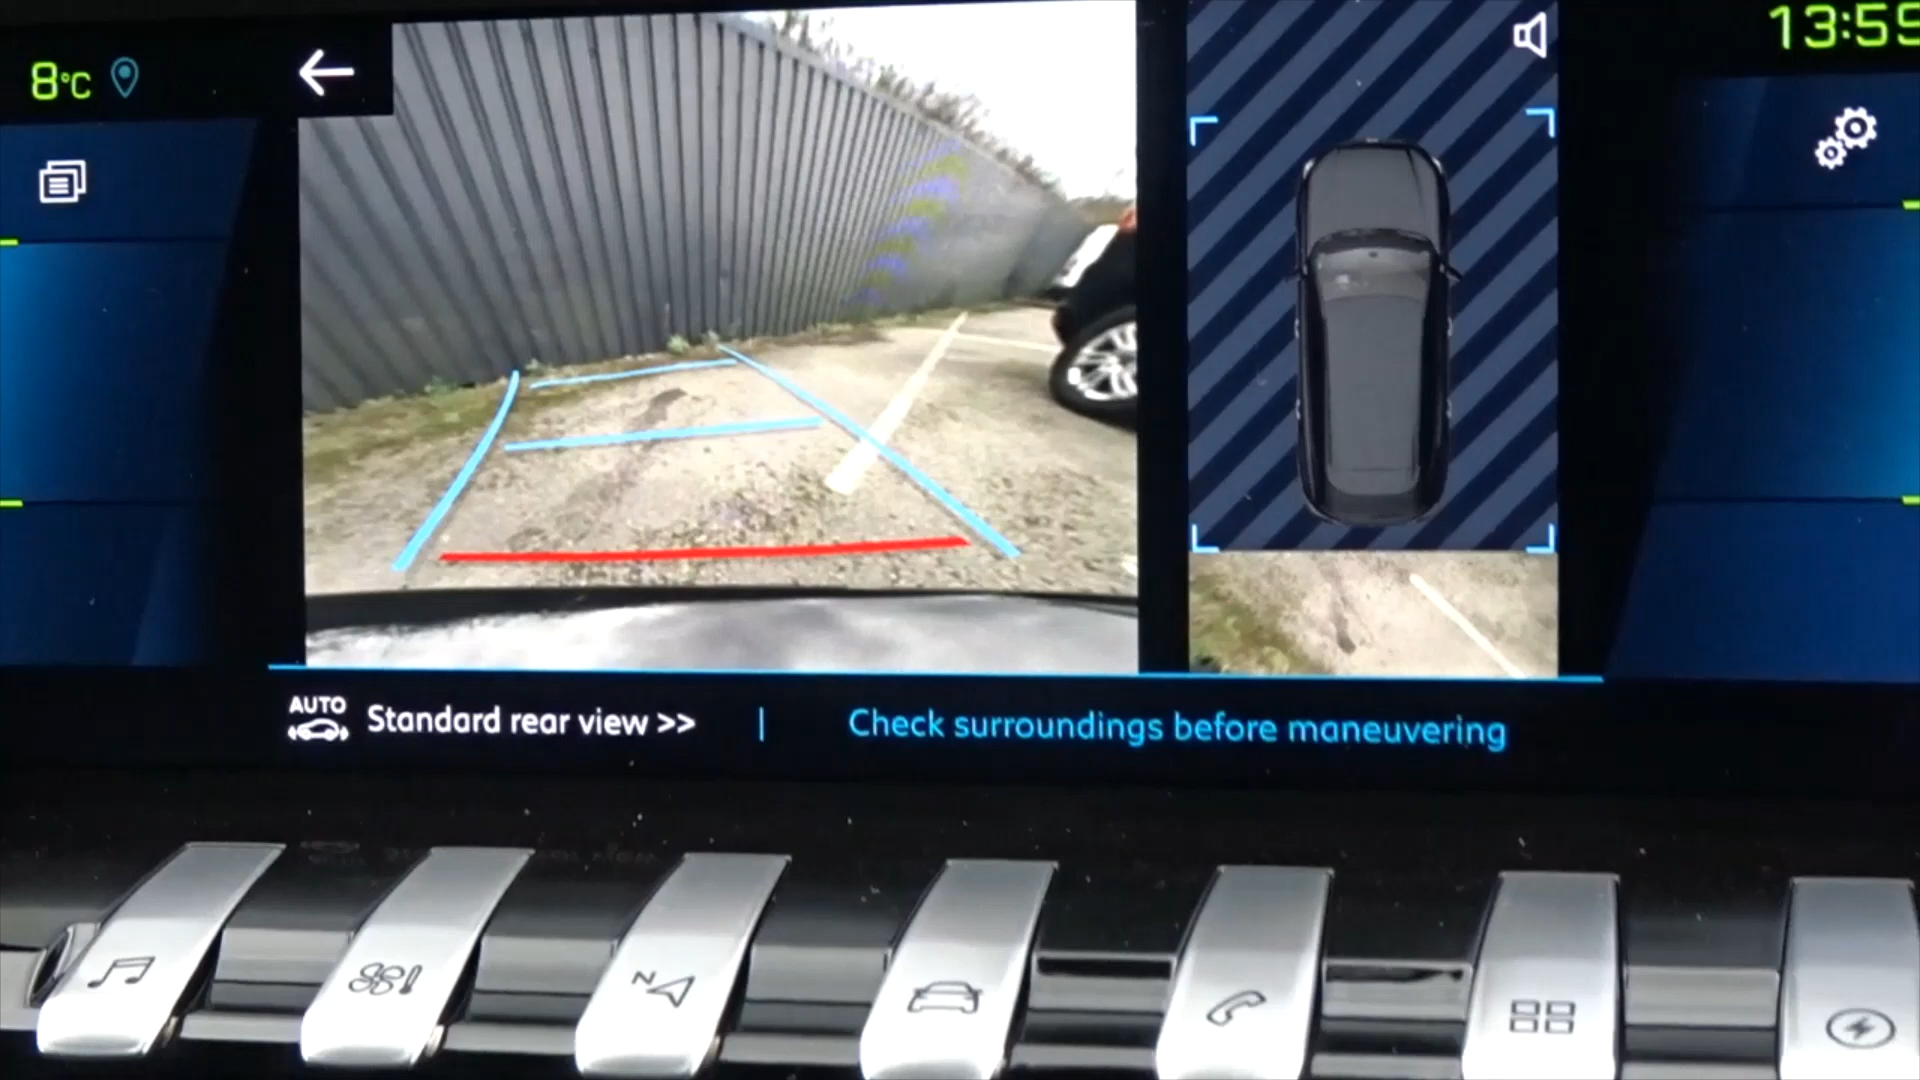 8°C
13:59
AUTO
Standard rear view >>
|
Check surroundings before maneuvering
N